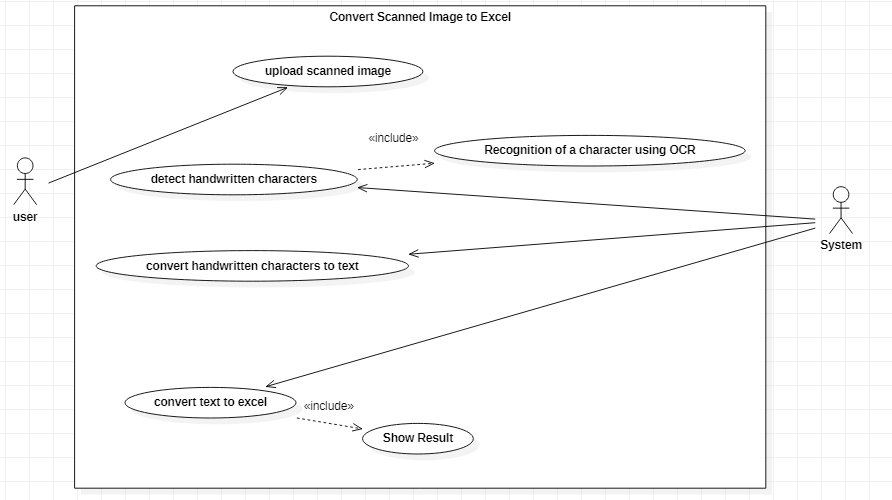 Convert Scanned Image to Excel
upload scanned image
«include»
Recognition of a character using OCR
detect handwritten characters
user
System
convert handwritten characters to text
convert text to excel
«include»
Show Result